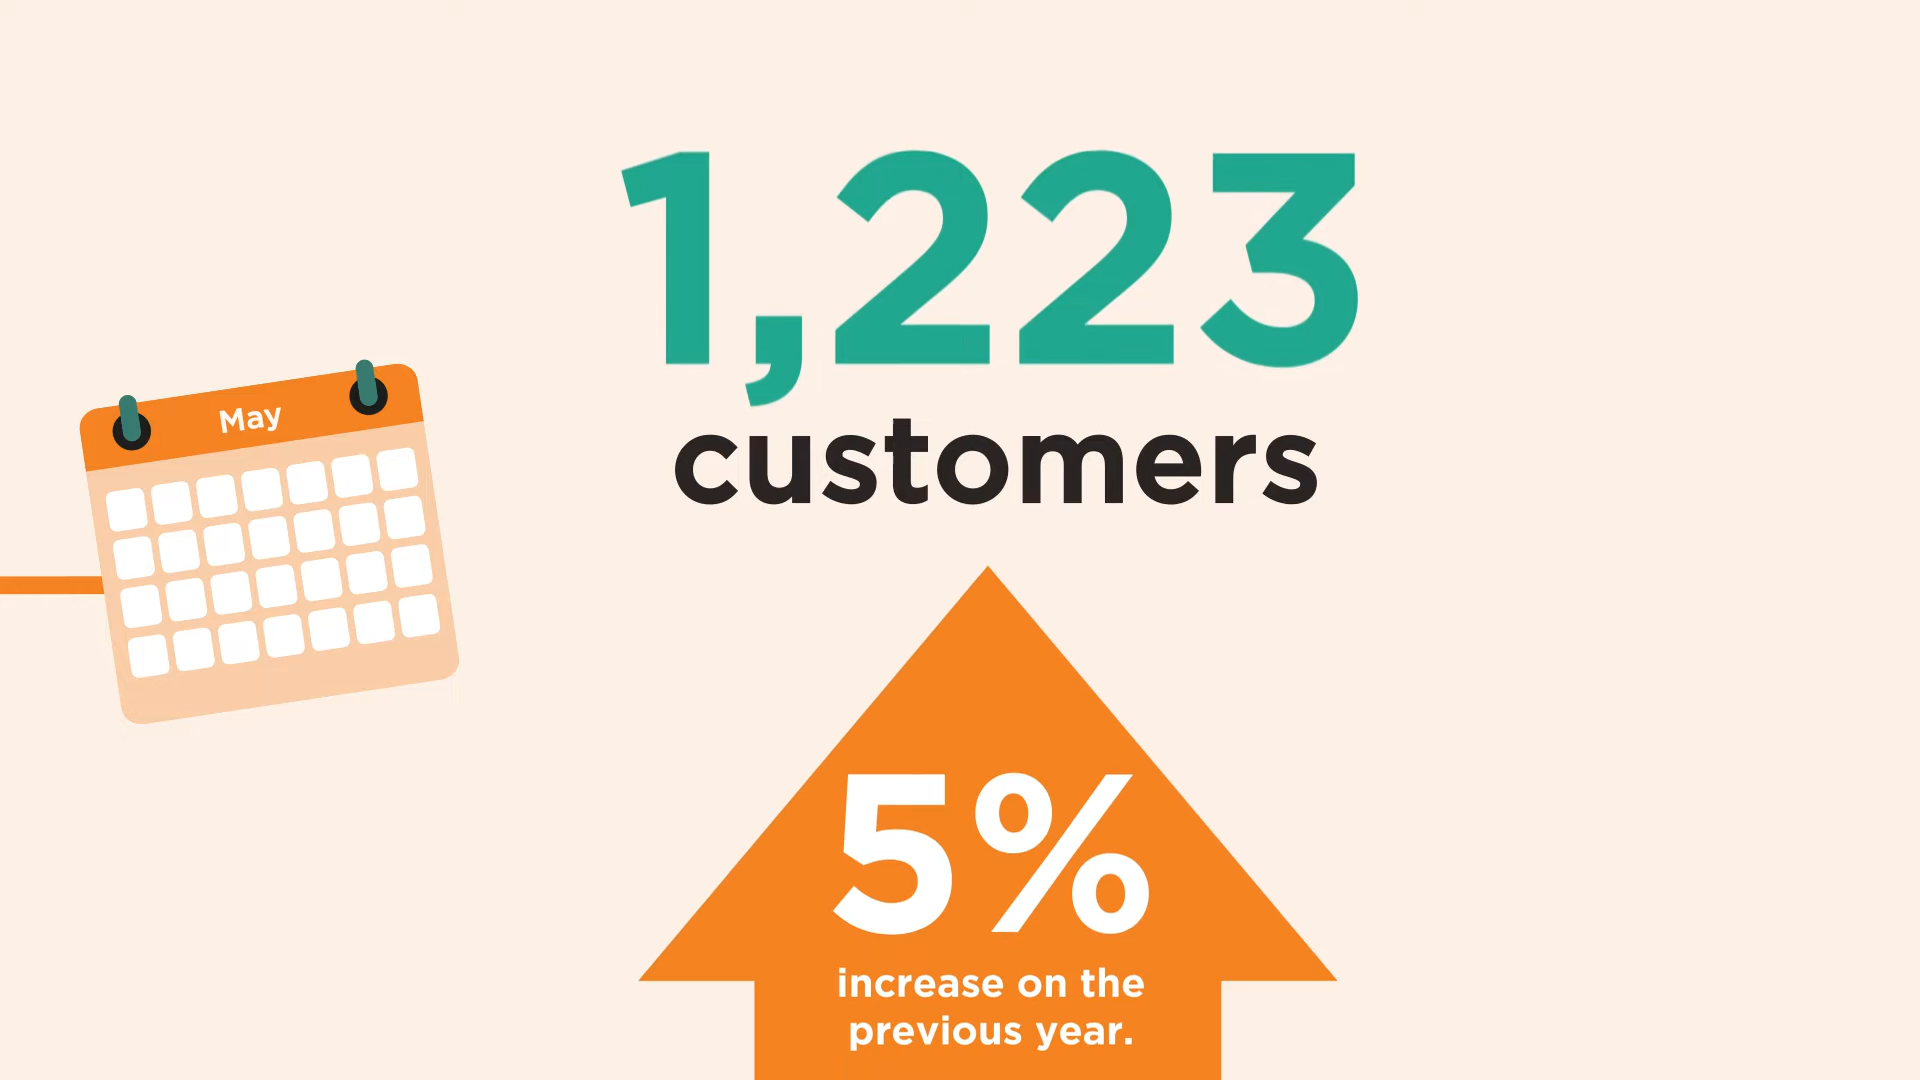 1,223
customers
May
5%
increase on the
previous year.